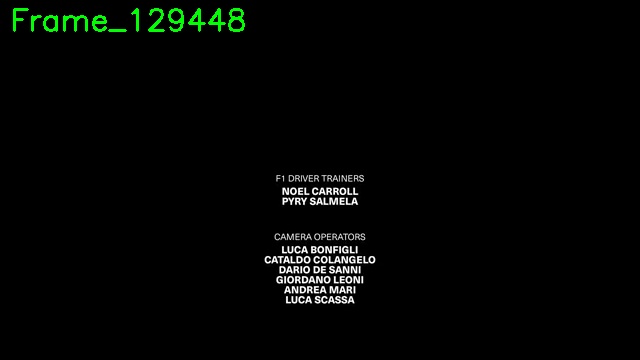 Frame_129448
F1 DRIVER TRAINERS
NOEL CARROLL
PYRY SALMELA
CAMERA OPERATORS
LUCA BONFIGLI
CATALDO COLANGELO
DARIO DE SANNI
GIORDANO LEONI
ANDREA MARI
LUCA SCASSA